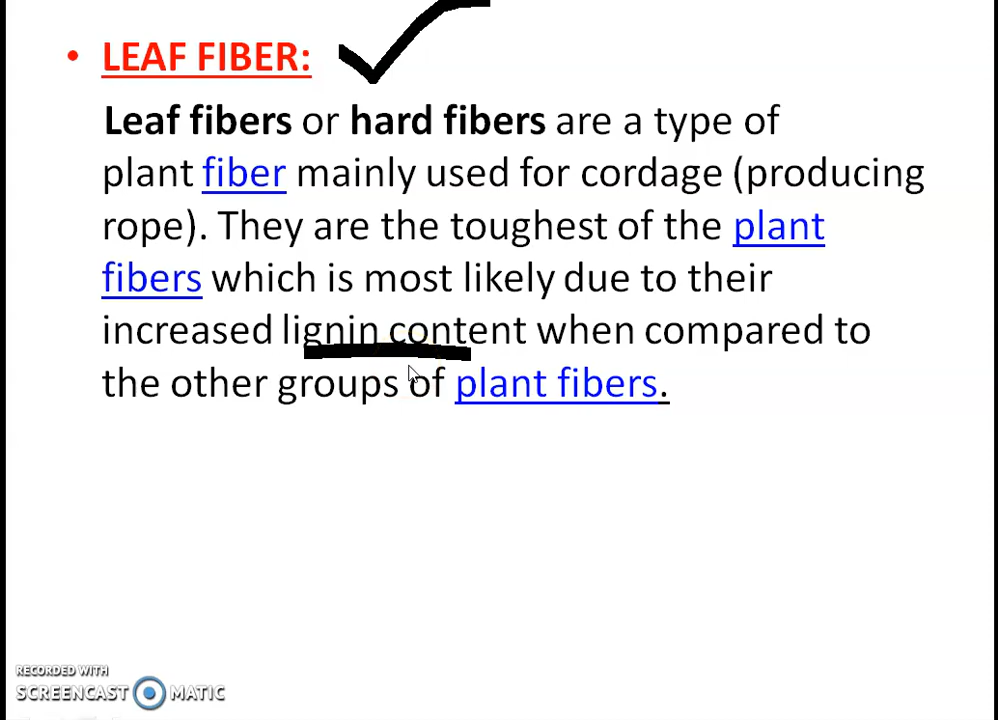 • LEAF FIBER:
Leaf fibers or hard fibers are a type of
plant fiber mainly used for cordage (producing
rope). They are the toughest of the plant
fibers which is most likely due to their
increased lignin content when compared to
the other groups of plant fibers.
RECORDED WITH
SCREENCAST MATIC